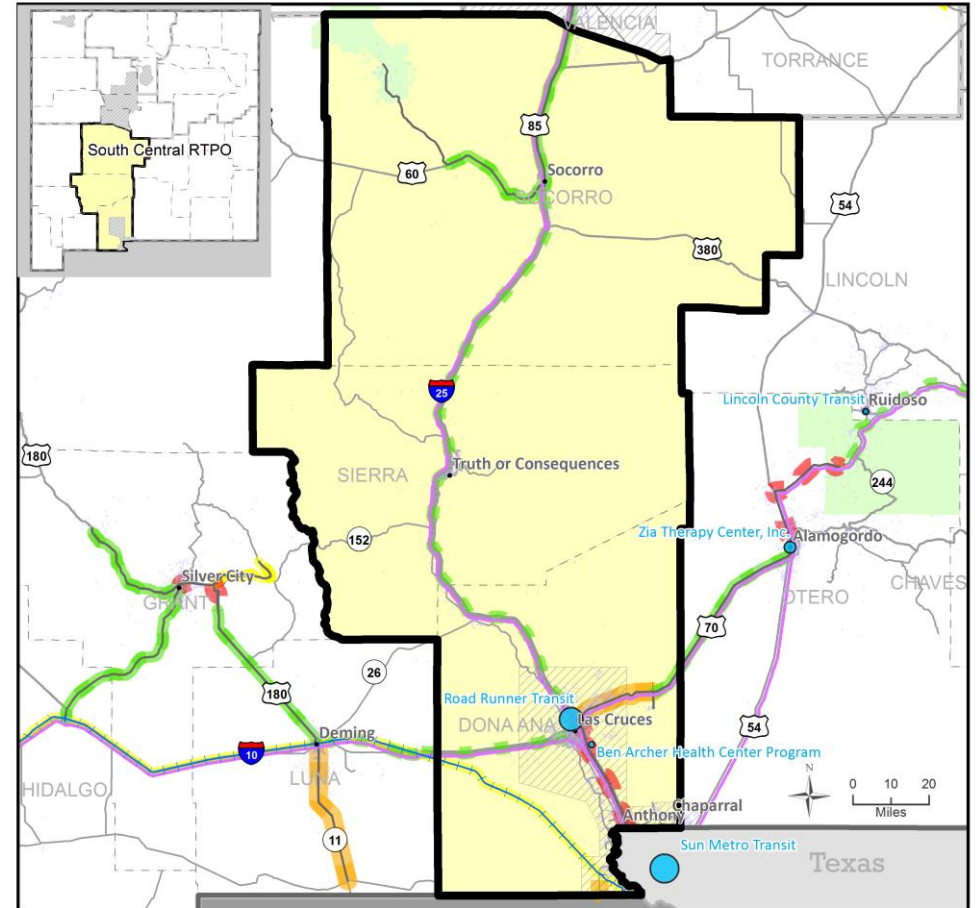 VALENCIA
TORRANCE
South Central RTPO
85
60
Socorro
SOCORRO
54
380
LINCOLN
25
Lincoln County Transit
Ruidoso
180
Truth or Consequences
SIERRA
244
152
Zia Therapy Center, Inc.
Alamogordo
Silver City
GRANT
OTERO
CHAVES
70
26
180
Road Runner Transit
54
DONA ANA
Las Cruces
Deming
10
Ben Archer Health Center Program
N
HIDALGO
LUNA
0 10 20
Miles
Chaparral
Anthony
11
Sun Metro Transit
Texas